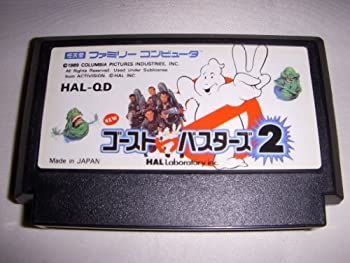 任天堂 ファミリー コンピュータ
©1989 COLUMBIA PICTURES INDUSTRIES, INC.
All Rights Reserved. Used Under Sublicense
from ACTIVISION. ©HAL INC.
HAL-QD
NEW
ゴーストバスターズ2
HAL Laboratory inc.
Made in JAPAN